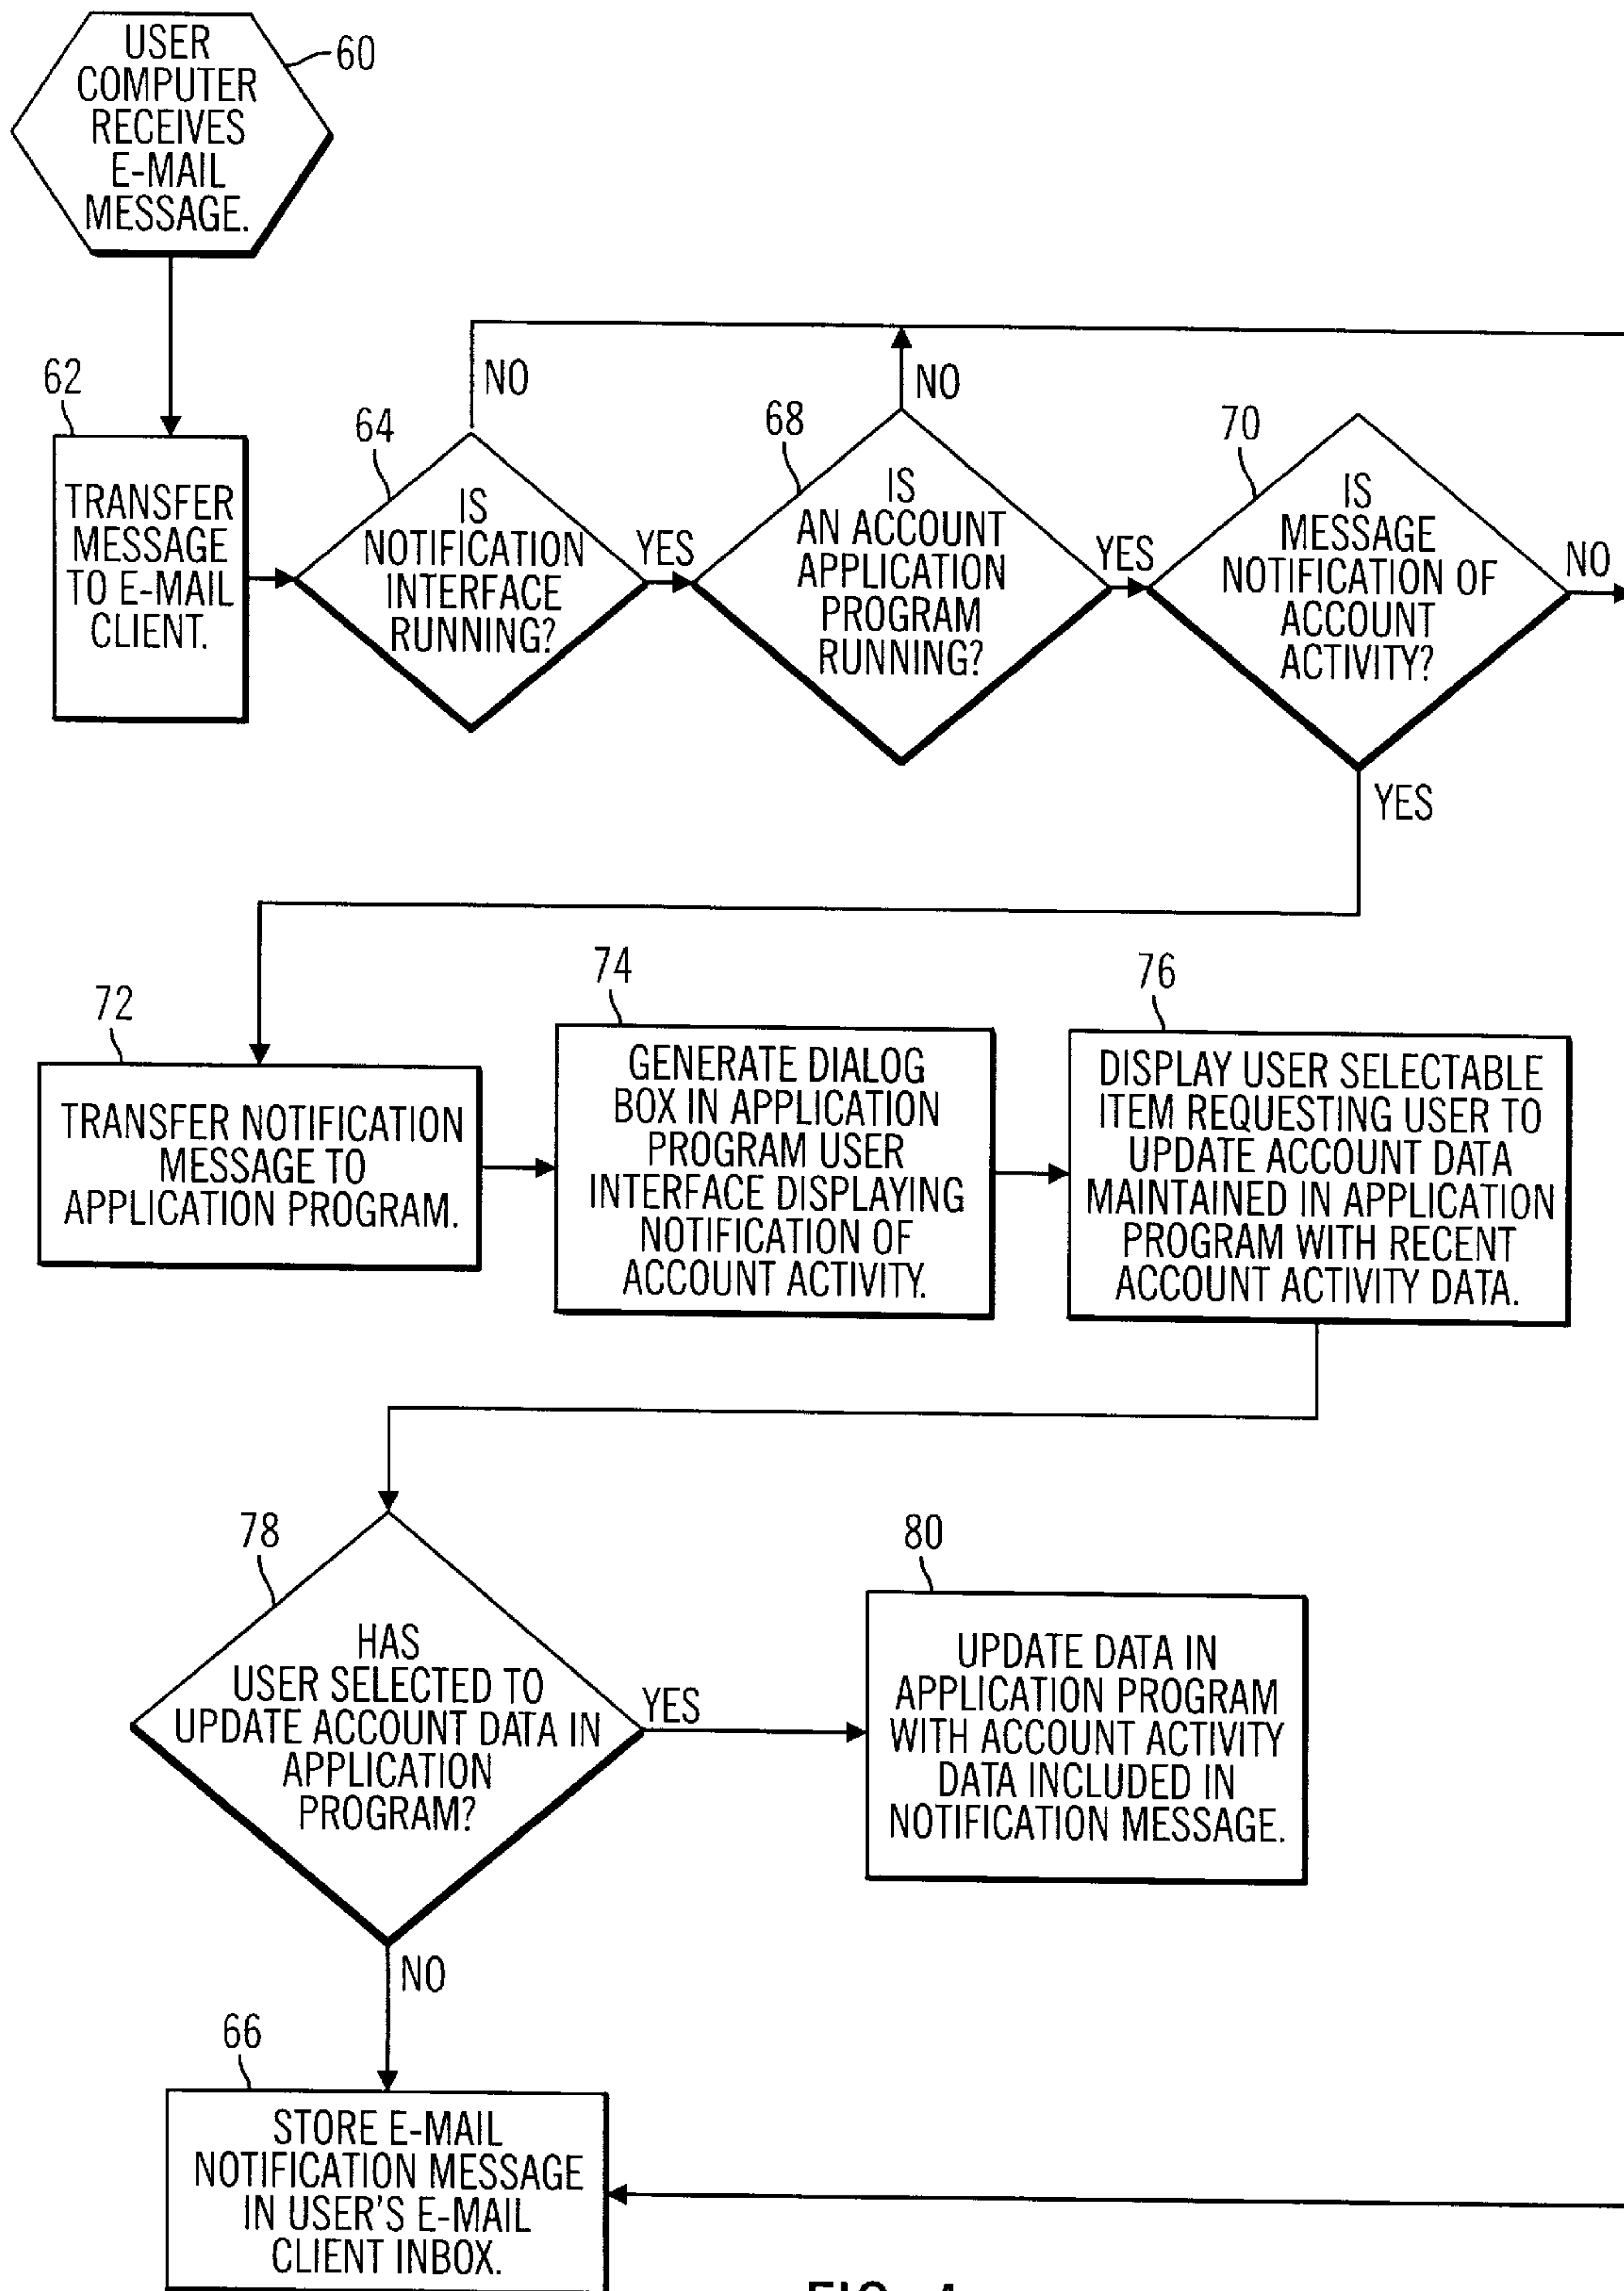 USER
COMPUTER
RECEIVES
E-MAIL
MESSAGE.
60
62
TRANSFER
MESSAGE
TO E-MAIL
CLIENT.
NO
64
IS
NOTIFICATION
INTERFACE
RUNNING?
YES
NO
68
IS
AN ACCOUNT
APPLICATION
PROGRAM
RUNNING?
YES
70
IS
MESSAGE
NOTIFICATION OF
ACCOUNT
ACTIVITY?
NO
YES
72
TRANSFER NOTIFICATION
MESSAGE TO
APPLICATION PROGRAM.
74
GENERATE DIALOG
BOX IN APPLICATION
PROGRAM USER
INTERFACE DISPLAYING
NOTIFICATION OF
ACCOUNT ACTIVITY.
76
DISPLAY USER SELECTABLE
ITEM REQUESTING USER TO
UPDATE ACCOUNT DATA
MAINTAINED IN APPLICATION
PROGRAM WITH RECENT
ACCOUNT ACTIVITY DATA.
78
HAS
USER SELECTED TO
UPDATE ACCOUNT DATA IN
APPLICATION
PROGRAM?
YES
80
UPDATE DATA IN
APPLICATION PROGRAM
WITH ACCOUNT ACTIVITY
DATA INCLUDED IN
NOTIFICATION MESSAGE.
NO
66
STORE E-MAIL
NOTIFICATION MESSAGE
IN USER'S E-MAIL
CLIENT INBOX.